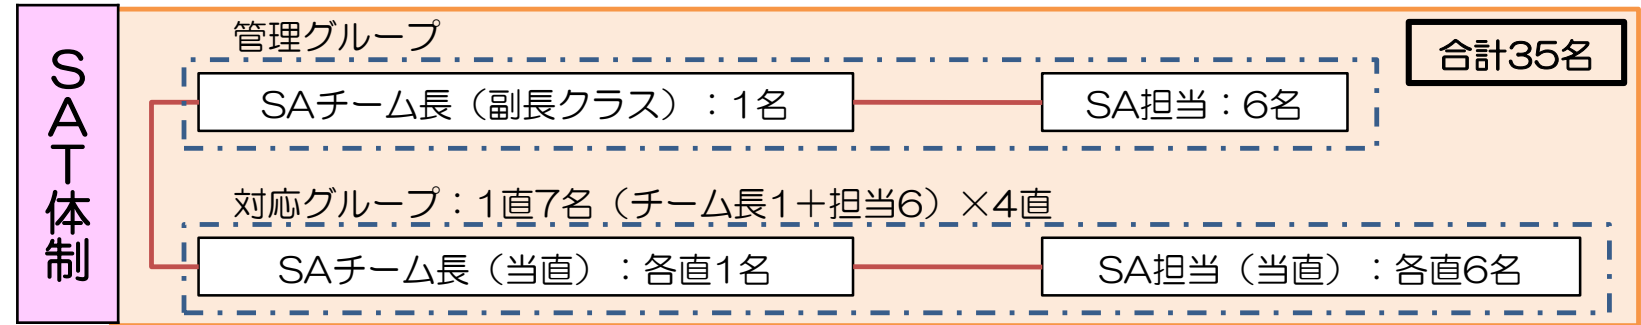 SAT体制
管理グループ
合計35名
SAチーム長（副長クラス）：1名
SA担当：6名
対応グループ：1直7名（チーム長1＋担当6）×4直
SAチーム長（当直）：各直1名
SA担当（当直）：各直6名